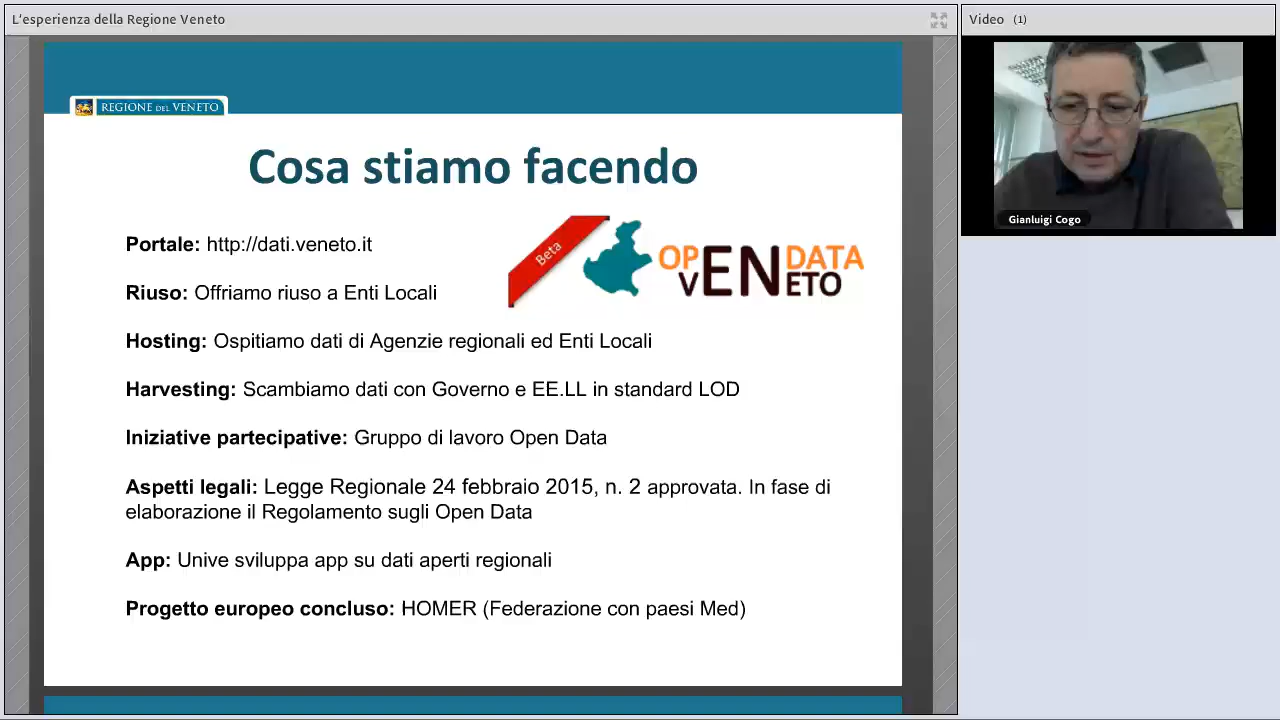 L'esperienza della Regione Veneto
Video (1)
REGIONE DEL VENETO
Gianluigi Cogo
Cosa stiamo facendo
Portale: http://dati.veneto.it
Beta
OPENDATA
vENETO
Riuso: Offriamo riuso a Enti Locali
Hosting: Ospitiamo dati di Agenzie regionali ed Enti Locali
Harvesting: Scambiamo dati con Governo e EE.LL in standard LOD
Iniziative partecipative: Gruppo di lavoro Open Data
Aspetti legali: Legge Regionale 24 febbraio 2015, n. 2 approvata. In fase di
elaborazione il Regolamento sugli Open Data
App: Unive sviluppa app su dati aperti regionali
Progetto europeo concluso: HOMER (Federazione con paesi Med)